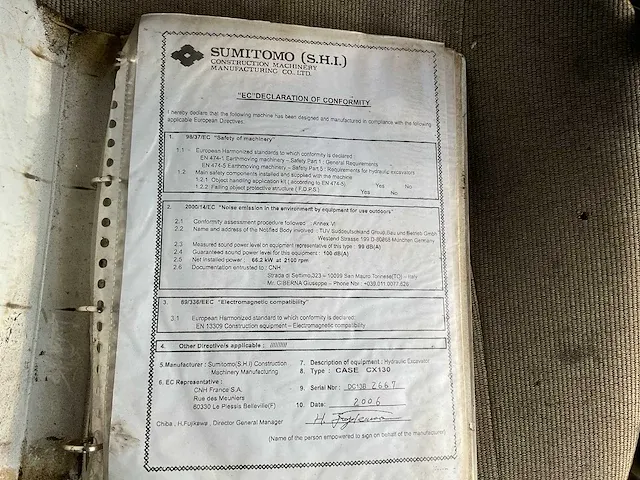 SUMITOMO (S.H.I.)
CONSTRUCTION MACHINERY
MANUFACTURING CO., LTD.
"EC"DECLARATION OF CONFORMITY
I hereby declare that the following machine has been designed and manufactured in compliance with the following
applicable European Directives.
1. 98/37/EC "Safety of machinery"
1.1 European Harmonized standards to which conformity is declared :
EN 474-1 Earthmoving machinery – Safety Part 1 : General Requirements
EN 474-5 Earthmoving machinery – Safety Part 5 : Requirements for hydraulic excavators
1.2 Main safety components installed and supplied with the machine
1.2.1 Object handling application kit ( according to EN 474-5) Yes No
1.2.2 Falling object protective structure ( F.O.P.S ) Yes No
2. 2000/14/EC "Noise emission in the environment by equipment for use outdoors"
2.1 Conformity assessment procedure followed : Annex VI
2.2 Name and address of the Notified Body involved : TÜV Süddeutschland Group, Bau und Betrieb GmbH
Westend Strasse 199 D-80268 München Germany
2.3 Measured sound power level on equipment representative of this type : 99 dB(A)
2.4 Guaranteed sound power level for this equipment : 100 dB(A)
2.5 Net installed power : 66.2 kW at 2100 rpm
2.6 Documentation entrusted to : CNH
Strada di Settimo,323 – 10099 San Mauro Torinese(TO) – Italy
Mr. CIBERNA Giuseppe – Phone Nbr : +039.011.0077.626
3. 89/336/EEC "Electromagnetic compatibility"
3.1 European Harmonized standard to which conformity is declared:
EN 13309 Construction equipment – Electromagnetic compatibility
4. Other Directive/s applicable : ////////
5.Manufacturer : Sumitomo(S.H.I) Construction
Machinery Manufacturing
6. EC Representative :
CNH France S.A.
Rue des Meuniers
60330 Le Plessis Belleville(F)
7. Description of equipment : Hydraulic Excavator
8. Type : CASE CX130
9. Serial Nbr : DC13B 2667
10. Date: 2006
Chiba , H.Fujikawa , Director General Manager
(Name of the person empowered to sign on behalf of the manufacturer)